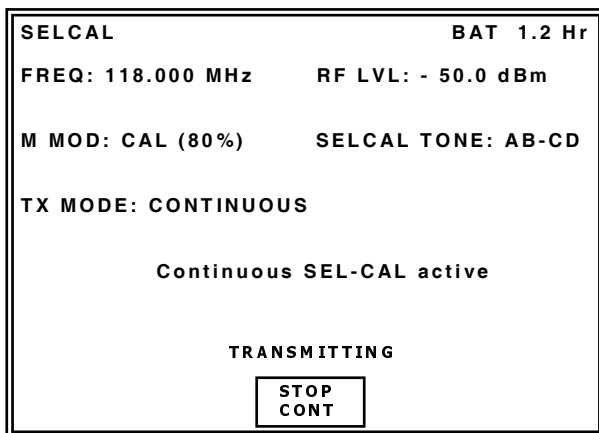 SELCAL BAT 1.2 Hr
FREQ: 118.000 MHz RF LVL: - 50.0 dBm
M MOD: CAL (80%) SELCAL TONE: AB-CD
TX MODE: CONTINUOUS
Continuous SEL-CAL active
TRANSMITTING
STOP
CONT